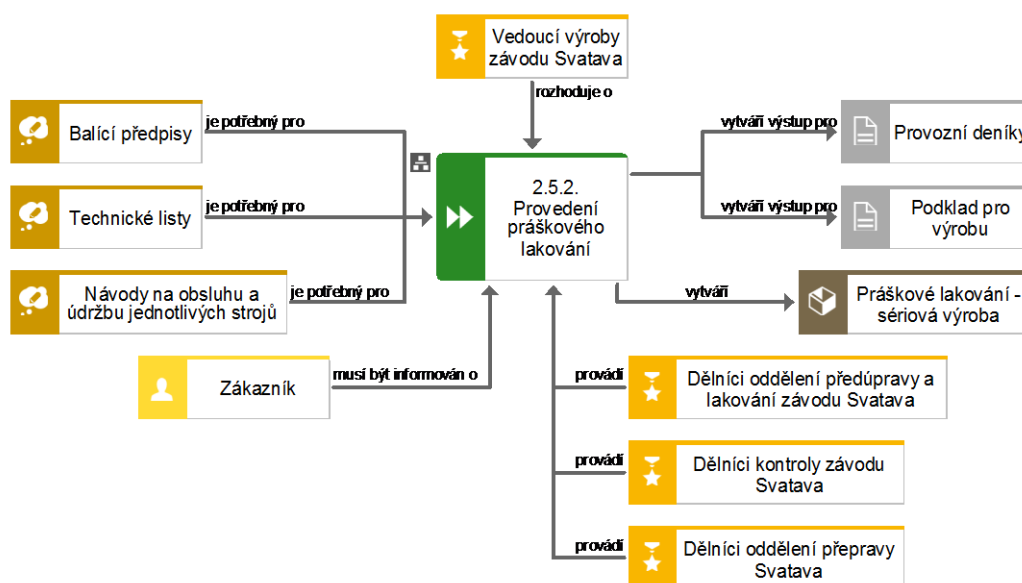 Vedoucí výroby
závodu Svatava
rozhoduje o
Balící předpisy
je potřebný pro
Technické listy
je potřebný pro
Návody na obsluhu a
údržbu jednotlivých strojů
je potřebný pro
Zákazník
musí být informován o
2.5.2.
Provedení
práškového
lakování
vytváří výstup pro
Provozní deníky
vytváří výstup pro
Podklad pro
výrobu
vytváří
Práškové lakování -
sériová výroba
provádí
Dělníci oddělení předúpravy a
lakování závodu Svatava
provádí
Dělníci kontroly závodu
Svatava
provádí
Dělníci oddělení přepravy
Svatava